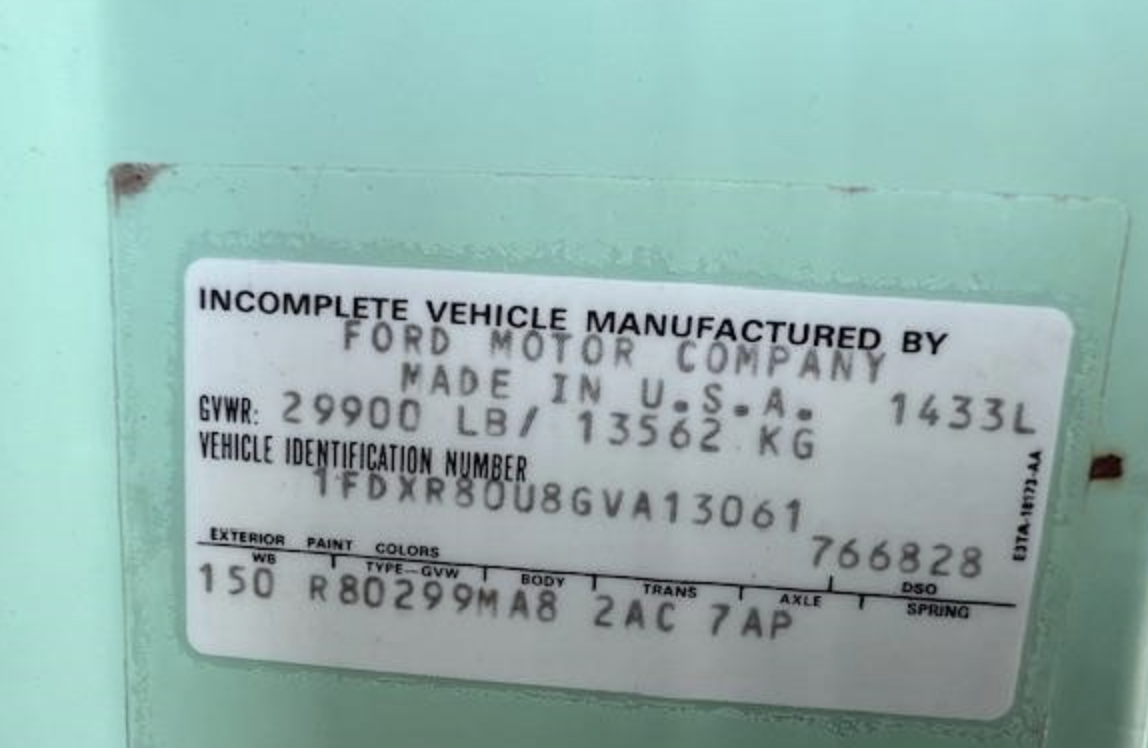 INCOMPLETE VEHICLE MANUFACTURED BY
FORD MOTOR COMPANY
MADE IN U.S.A.
1433L
GVWR: 29900 LB/ 13562 KG
VEHICLE IDENTIFICATION NUMBER
1FDXR80U8GVA13061
E3TA-18173-AA
766828
EXTERIOR PAINT COLORS DSO
WB TYPE-GVW BODY TRANS AXLE SPRING
150 R80299MA8 2AC 7AP